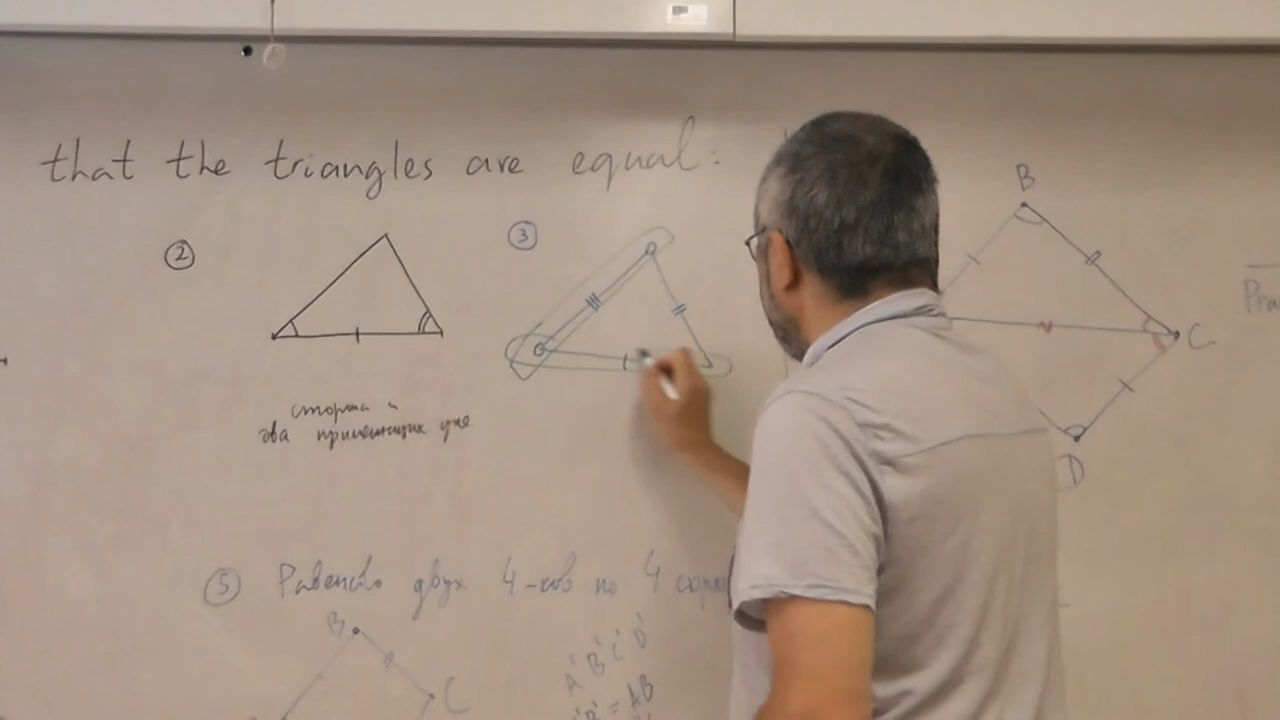 that the triangles are equal:
②
③
B
C
D
сторона и
два прилежащих угла
⑤ Равенство двух 4-ков по 4
B
C
A' B' C' D'
= AB